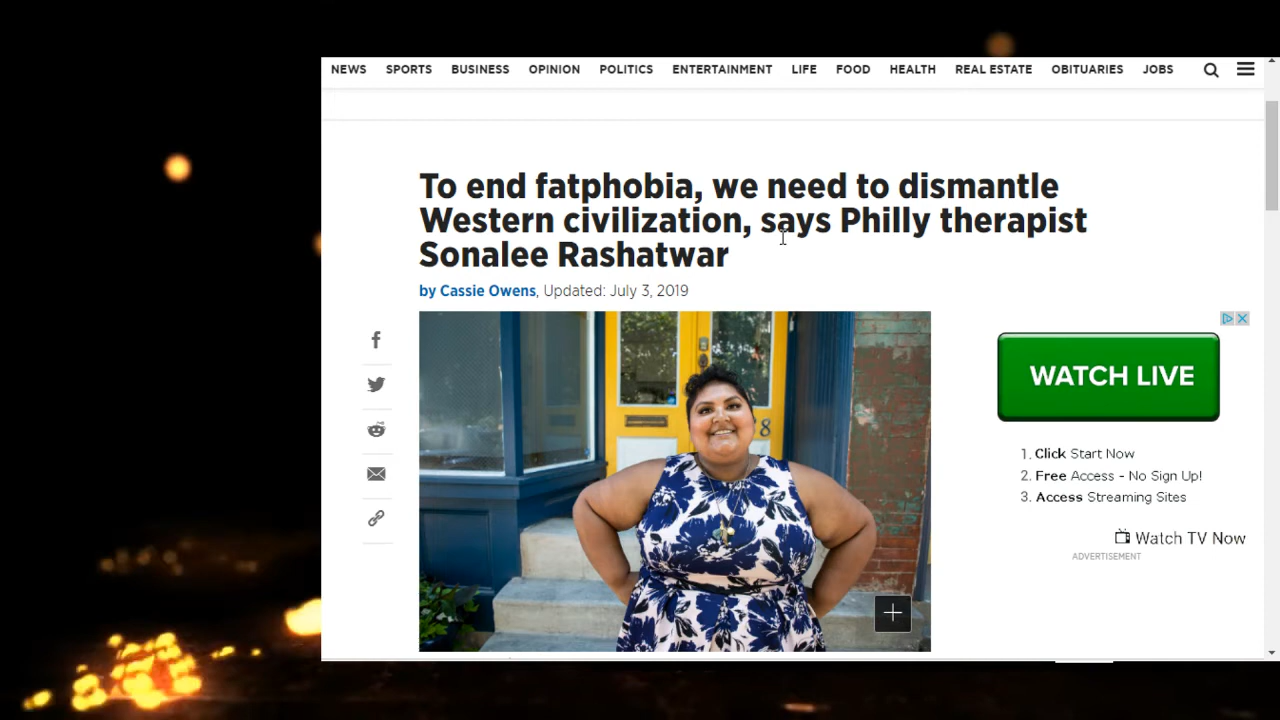 NEWS SPORTS BUSINESS OPINION POLITICS ENTERTAINMENT LIFE FOOD HEALTH REAL ESTATE OBITUARIES JOBS
To end fatphobia, we need to dismantle
Western civilization, says Philly therapist
Sonalee Rashatwar
by Cassie Owens, Updated: July 3, 2019
78
WATCH LIVE
1. Click Start Now
2. Free Access - No Sign Up!
3. Access Streaming Sites
Watch TV Now
ADVERTISEMENT